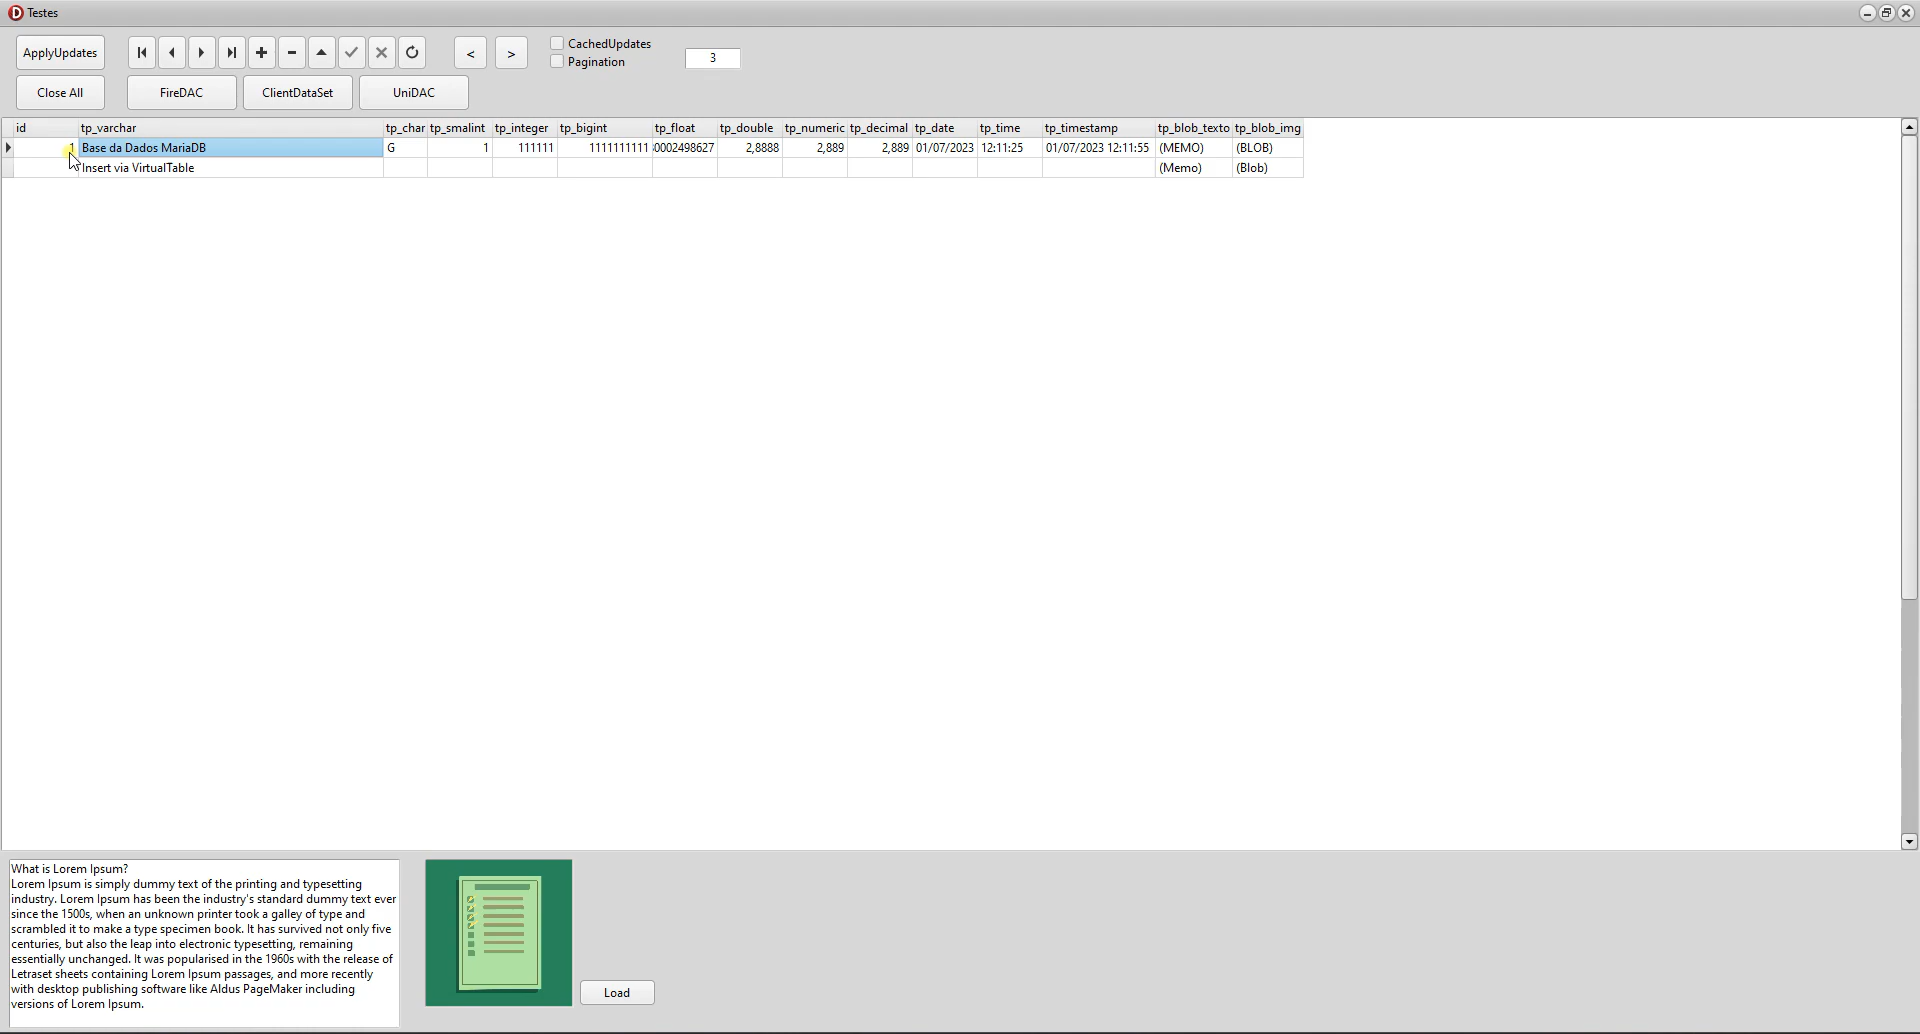 Testes
ApplyUpdates
<
>
CachedUpdates
Pagination
3
Close All
FireDAC
ClientDataSet
UniDAC
id tp_varchar tp_char tp_smalint tp_integer tp_bigint tp_float tp_double tp_numeric tp_decimal tp_date tp_time tp_timestamp tp_blob_texto tp_blob_img
1 Base da Dados MariaDB G 1 111111 1111111111 0002498627 2,8888 2,889 2,889 01/07/2023 12:11:25 01/07/2023 12:11:55 (MEMO) (BLOB)
Insert via VirtualTable (Memo) (Blob)
What is Lorem Ipsum?
Lorem Ipsum is simply dummy text of the printing and typesetting
industry. Lorem Ipsum has been the industry's standard dummy text ever
since the 1500s, when an unknown printer took a galley of type and
scrambled it to make a type specimen book. It has survived not only five
centuries, but also the leap into electronic typesetting, remaining
essentially unchanged. It was popularised in the 1960s with the release of
Letraset sheets containing Lorem Ipsum passages, and more recently
with desktop publishing software like Aldus PageMaker including
versions of Lorem Ipsum.
Load